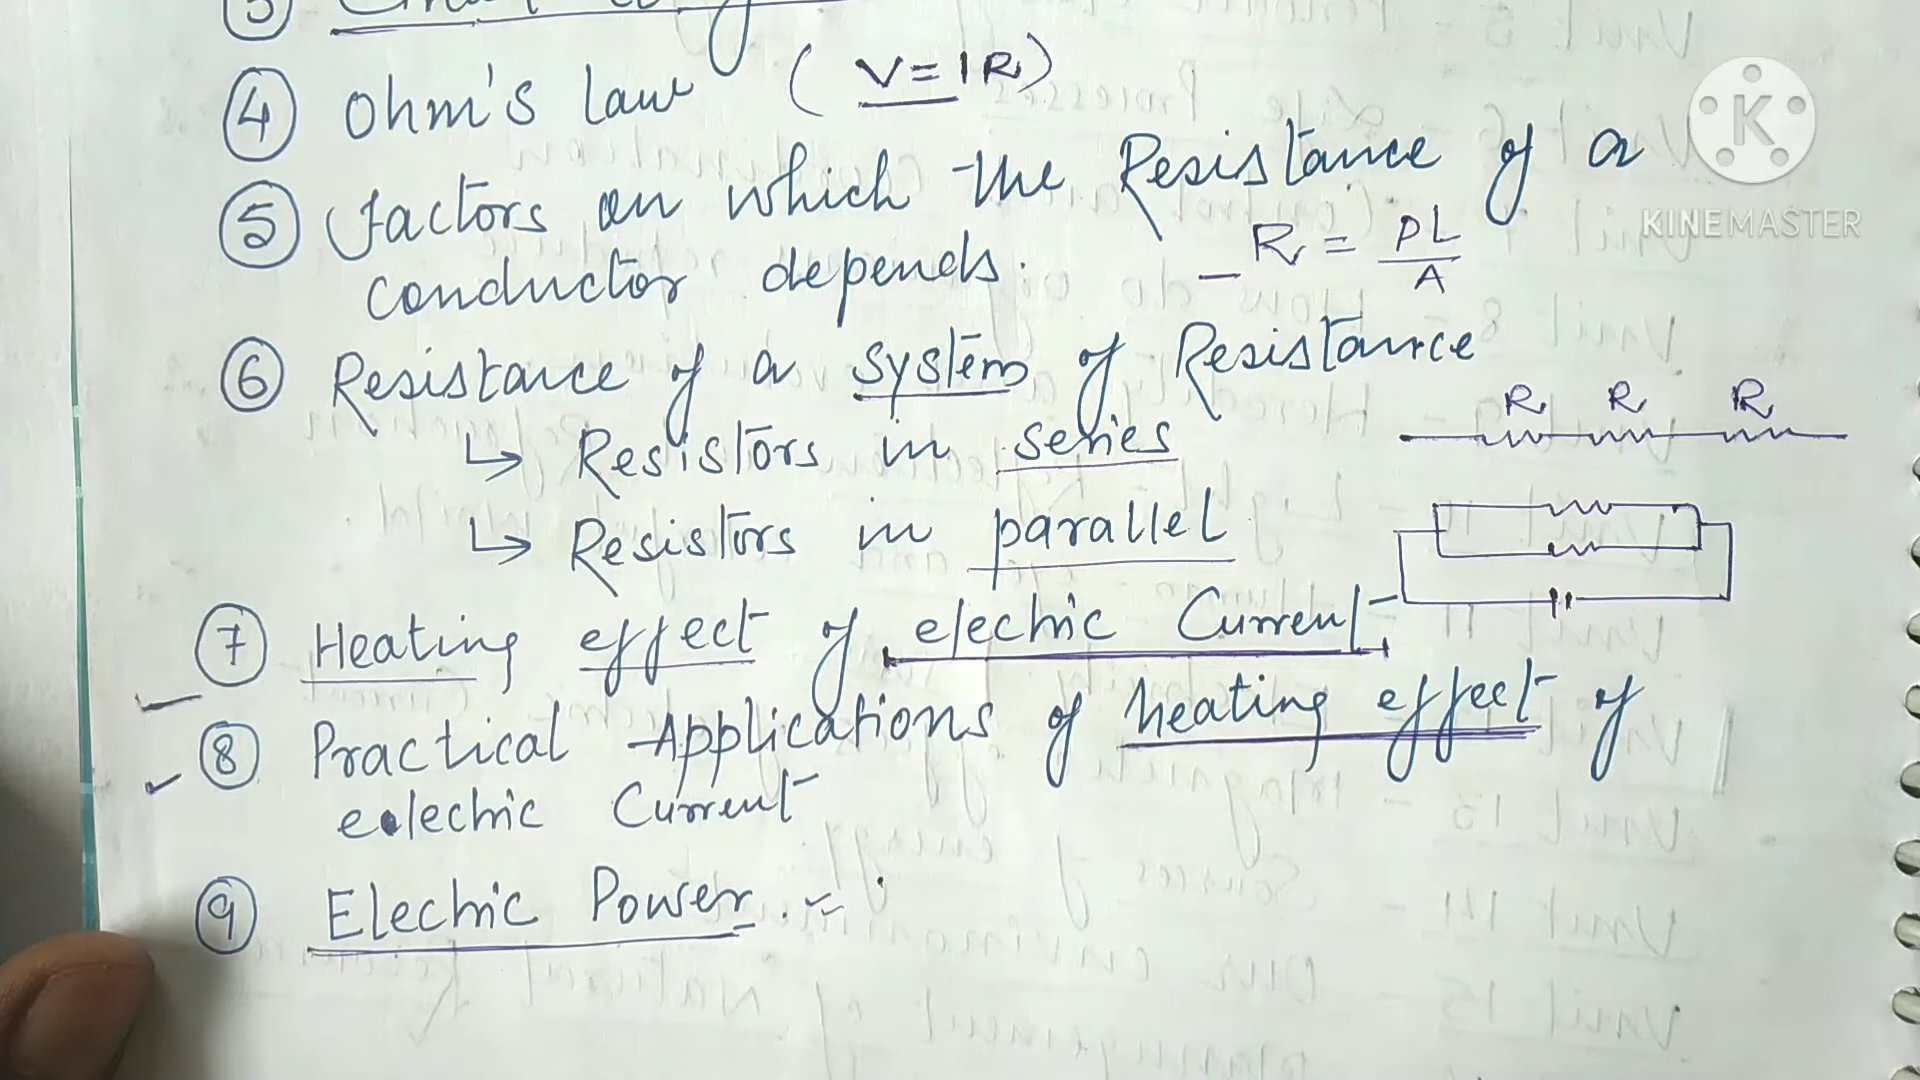 3
4 Ohm's law ( V=IR )
5 Factors on which the Resistance of a
conductor depends. - R = ρL/A
6 Resistance of a system of Resistance
↳ Resistors in series
R R R
↳ Resistors in parallel
7 Heating effect of electric Current
8 Practical Applications of heating effect of
electric Current
9 Electric Power.
K
KINEMASTER